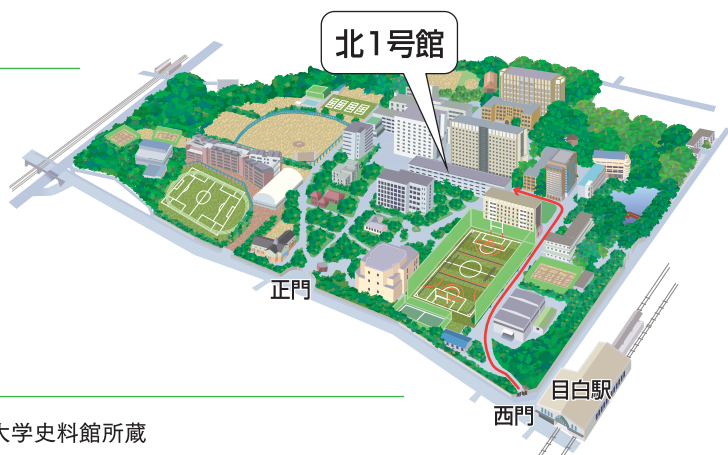 北1号館
正門
目白駅
西門
大学史料館所蔵